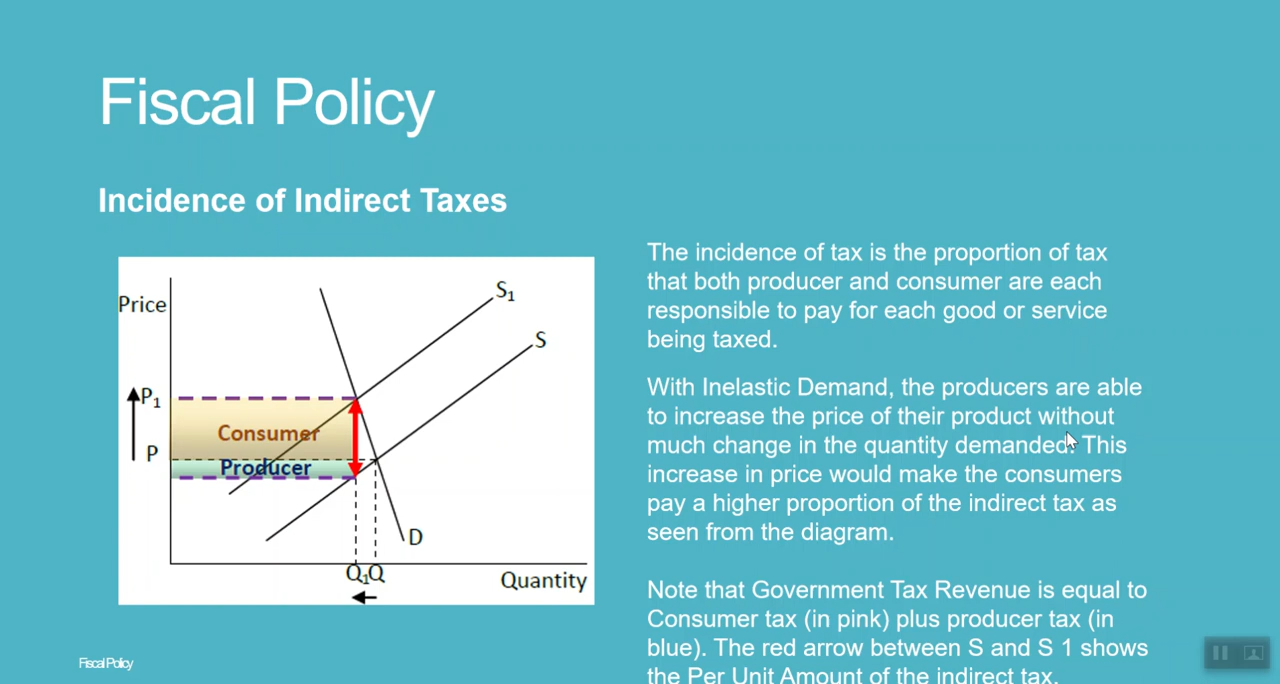 Fiscal Policy
Incidence of Indirect Taxes
Price
S1
S
P1
P
Consumer
Producer
D
Q1Q
Quantity
The incidence of tax is the proportion of tax
that both producer and consumer are each
responsible to pay for each good or service
being taxed.
With Inelastic Demand, the producers are able
to increase the price of their product without
much change in the quantity demanded. This
increase in price would make the consumers
pay a higher proportion of the indirect tax as
seen from the diagram.
Note that Government Tax Revenue is equal to
Consumer tax (in pink) plus producer tax (in
blue). The red arrow between S and S 1 shows
the Per Unit Amount of the indirect tax.
Fiscal Policy